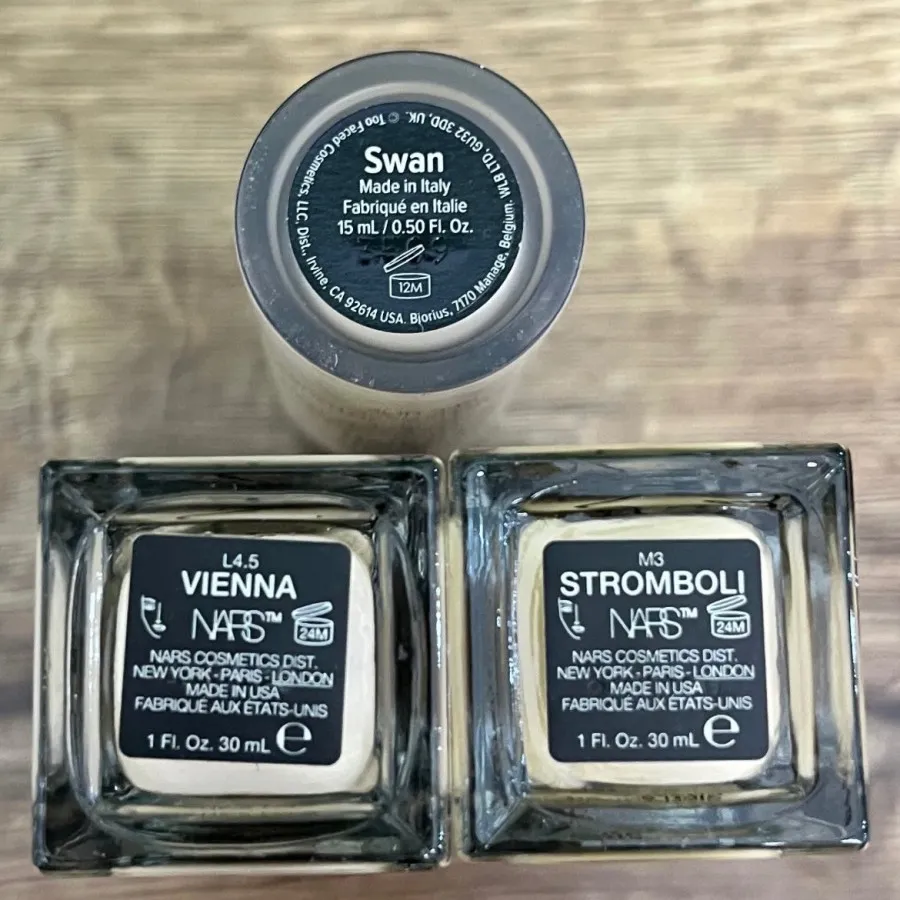 Swan
Made in Italy
Fabriqué en Italie
15 mL / 0.50 Fl. Oz.
12M
© Too Faced Cosmetics, LLC, Dist., Irvine, CA 92614 USA. Bjorius, 7170 Manage, Belgium. WLB LTD, GU32 3DD, UK.
L4.5
VIENNA
NARS™
24M
NARS COSMETICS DIST.
NEW YORK - PARIS - LONDON
MADE IN USA
FABRIQUÉ AUX ÉTATS-UNIS
1 Fl. Oz. 30 mL ℮
M3
STROMBOLI
NARS™
24M
NARS COSMETICS DIST.
NEW YORK - PARIS - LONDON
MADE IN USA
FABRIQUÉ AUX ÉTATS-UNIS
1 Fl. Oz. 30 mL ℮